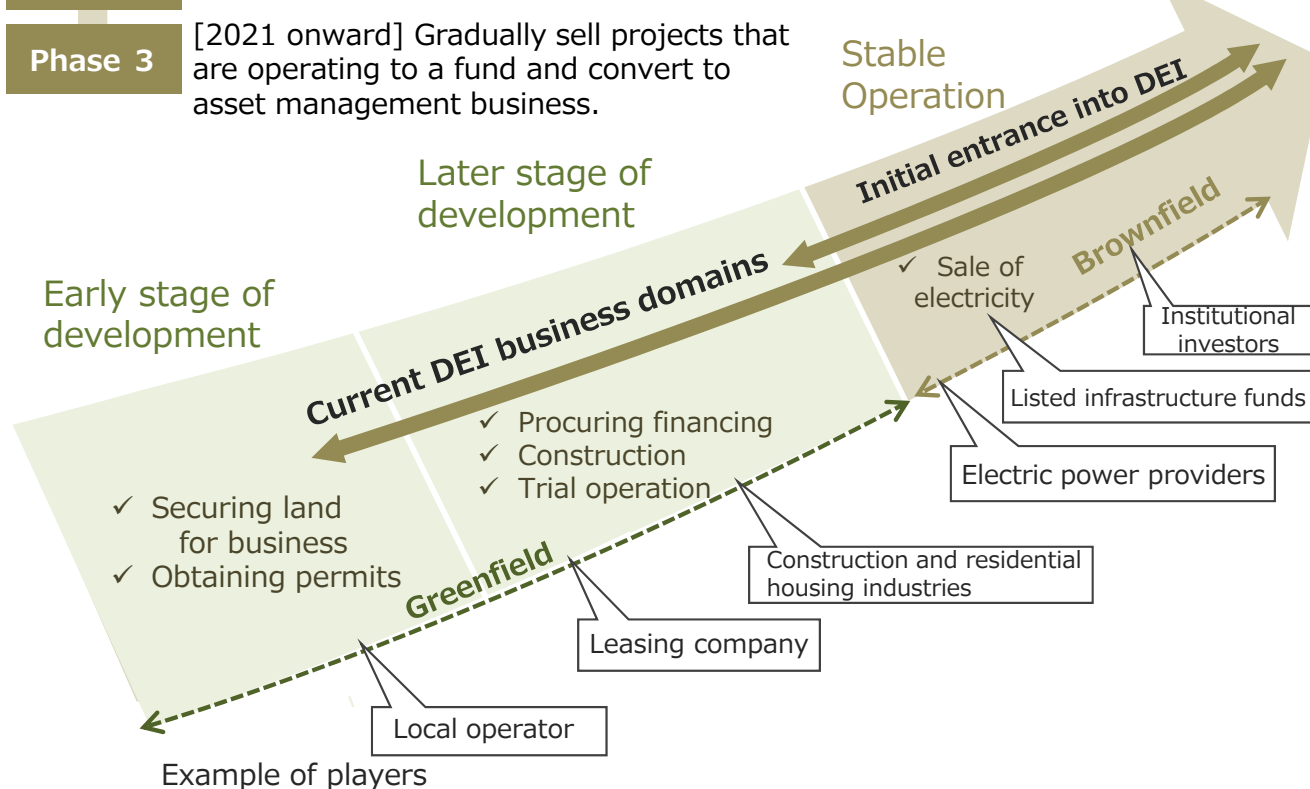 Phase 3
[2021 onward] Gradually sell projects that
are operating to a fund and convert to
asset management business.
Stable
Operation
Initial entrance into DEI
Later stage of
development
Current DEI business domains
Early stage of
development
✓ Sale of
electricity
Brownfield
Institutional
investors
Listed infrastructure funds
Electric power providers
✓ Procuring financing
✓ Construction
✓ Trial operation
✓ Securing land
for business
✓ Obtaining permits
Greenfield
Construction and residential
housing industries
Leasing company
Local operator
Example of players